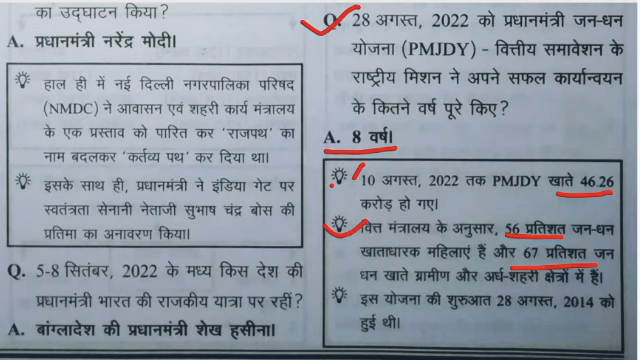 का उद्घाटन किया?
A. प्रधानमंत्री नरेंद्र मोदी।
हाल ही में नई दिल्ली नगरपालिका परिषद
(NMDC) ने आवासन एवं शहरी कार्य मंत्रालय
के एक प्रस्ताव को पारित कर ‘राजपथ’ का
नाम बदलकर ‘कर्तव्य पथ’ कर दिया था।
इसके साथ ही, प्रधानमंत्री ने इंडिया गेट पर
स्वतंत्रता सेनानी नेताजी सुभाष चंद्र बोस की
प्रतिमा का अनावरण किया।
Q. 5-8 सितंबर, 2022 के मध्य किस देश की
प्रधानमंत्री भारत की राजकीय यात्रा पर रहीं?
A. बांग्लादेश की प्रधानमंत्री शेख हसीना।
Q. 28 अगस्त, 2022 को प्रधानमंत्री जन-धन
योजना (PMJDY) - वित्तीय समावेशन के
राष्ट्रीय मिशन ने अपने सफल कार्यान्वयन
के कितने वर्ष पूरे किए?
A. 8 वर्ष।
10 अगस्त, 2022 तक PMJDY खाते 46.26
करोड़ हो गए।
वित्त मंत्रालय के अनुसार, 56 प्रतिशत जन-धन
खाताधारक महिलाएं हैं और 67 प्रतिशत जन
धन खाते ग्रामीण और अर्ध-शहरी क्षेत्रों में हैं।
इस योजना की शुरुआत 28 अगस्त, 2014 को
हुई थी।